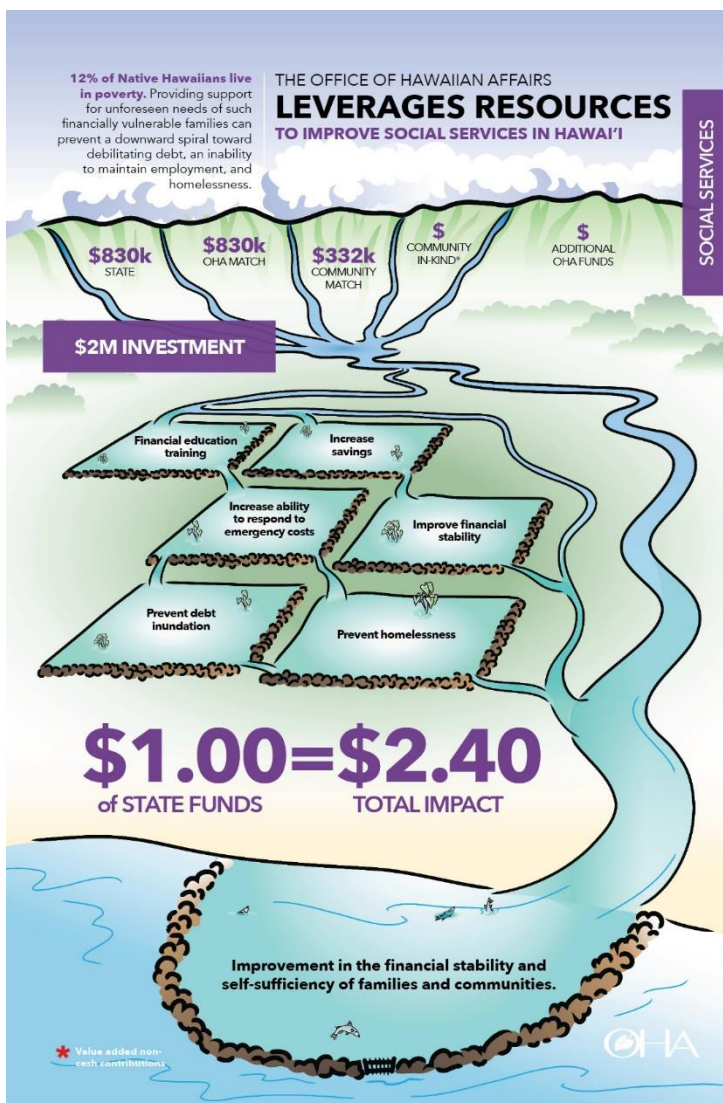 12% of Native Hawaiians live
in poverty. Providing support
for unforeseen needs of such
financially vulnerable families can
prevent a downward spiral toward
debilitating debt, an inability
to maintain employment, and
homelessness.
THE OFFICE OF HAWAIIAN AFFAIRS
LEVERAGES RESOURCES
TO IMPROVE SOCIAL SERVICES IN HAWAI'I
SOCIAL SERVICES
$830k
STATE
$830k
OHA MATCH
$332k
COMMUNITY
MATCH
$
COMMUNITY
IN-KIND*
$
ADDITIONAL
OHA FUNDS
$2M INVESTMENT
Financial education
training
Increase
savings
Increase ability
to respond to
emergency costs
Improve financial
stability
Prevent debt
inundation
Prevent homelessness
$1.00=$2.40
of STATE FUNDS TOTAL IMPACT
Improvement in the financial stability and
self-sufficiency of families and communities.
* Value added non-
cash contributions
OHA